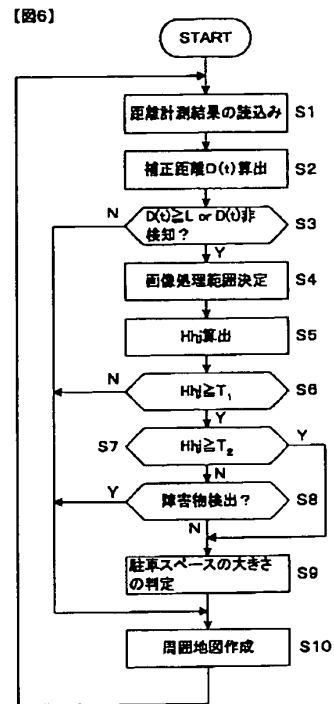 【図6】
START
距離計測結果の読込み S1
補正距離D(t)算出 S2
N
D(t)≧L or D(t)非
検知？
S3
Y
画像処理範囲決定 S4
Hhj算出 S5
N
Hhj≧T1
S6
Y
S7
Hhj≧T2
Y
N
Y
障害物検出？ S8
N
駐車スペースの大きさ
の判定
S9
周囲地図作成 S10